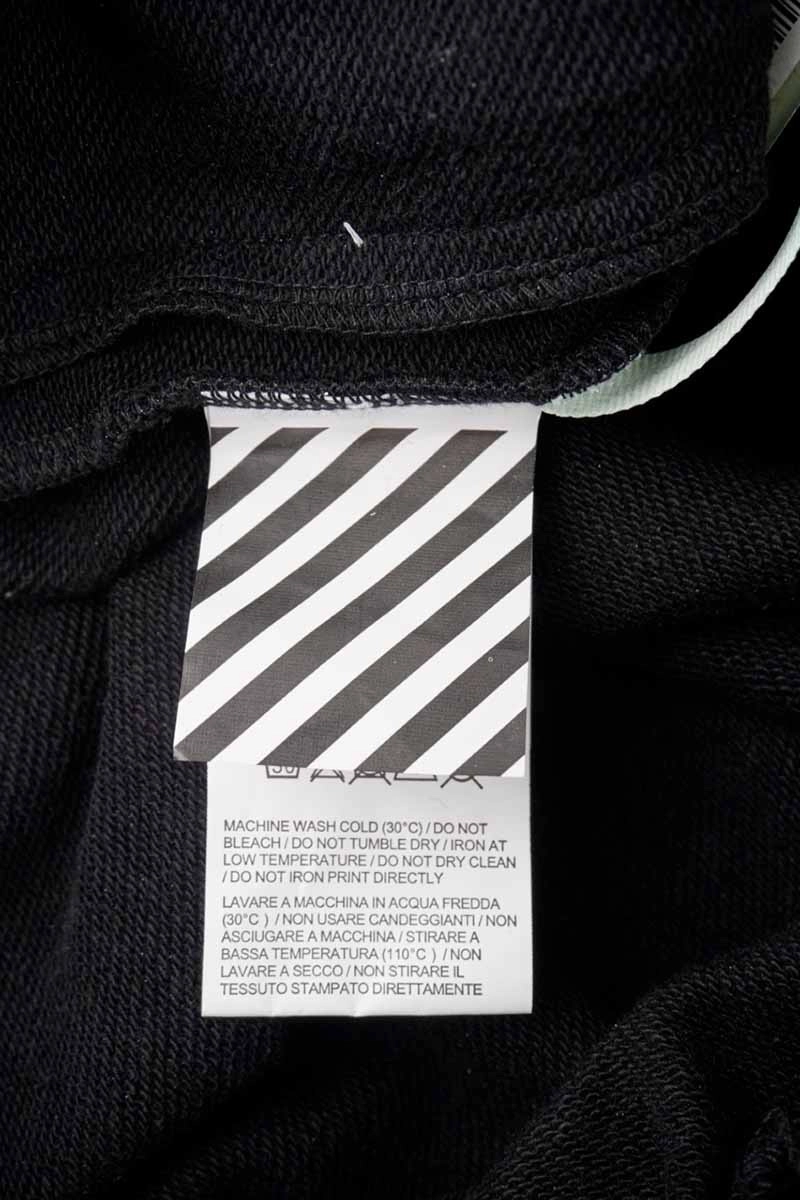 MACHINE WASH COLD (30°C) / DO NOT
BLEACH / DO NOT TUMBLE DRY / IRON AT
LOW TEMPERATURE / DO NOT DRY CLEAN
/ DO NOT IRON PRINT DIRECTLY
LAVARE A MACCHINA IN ACQUA FREDDA
(30°C ) / NON USARE CANDEGGIANTI / NON
ASCIUGARE A MACCHINA / STIRARE A
BASSA TEMPERATURA (110°C ) / NON
LAVARE A SECCO / NON STIRARE IL
TESSUTO STAMPATO DIRETTAMENTE